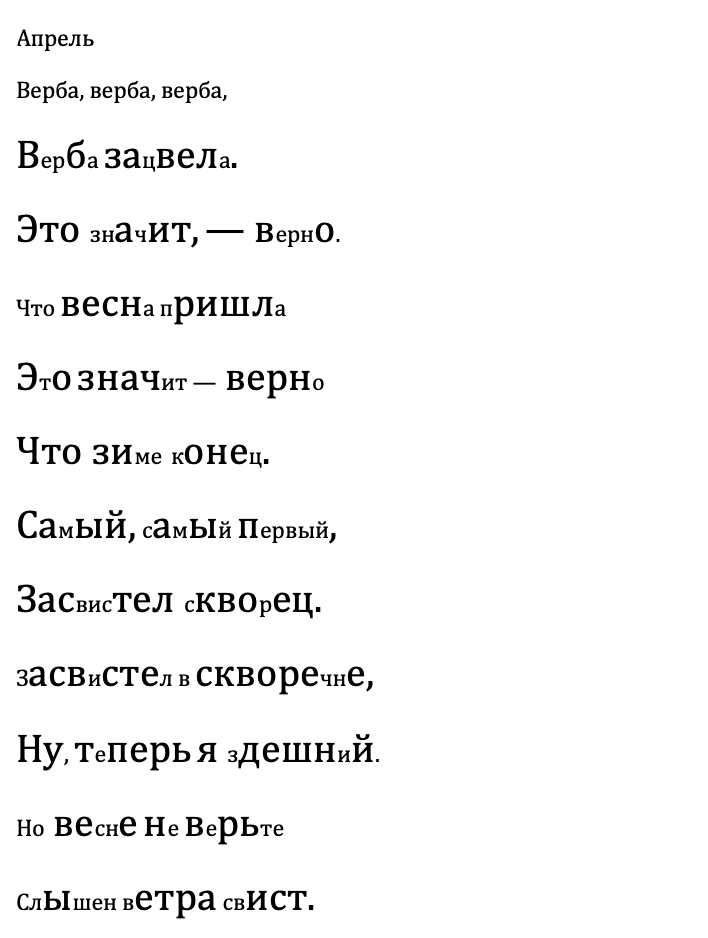 Апрель
Верба, верба, верба,
Верба зацвела.
Это значит, — верно.
Что весна пришла
Это значит — верно
Что зиме конец.
Самый, самый первый,
Засвистел скворец.
Засвистел в скворечне,
Ну, теперь я здешний.
Но весне не верьте
Слышен ветра свист.